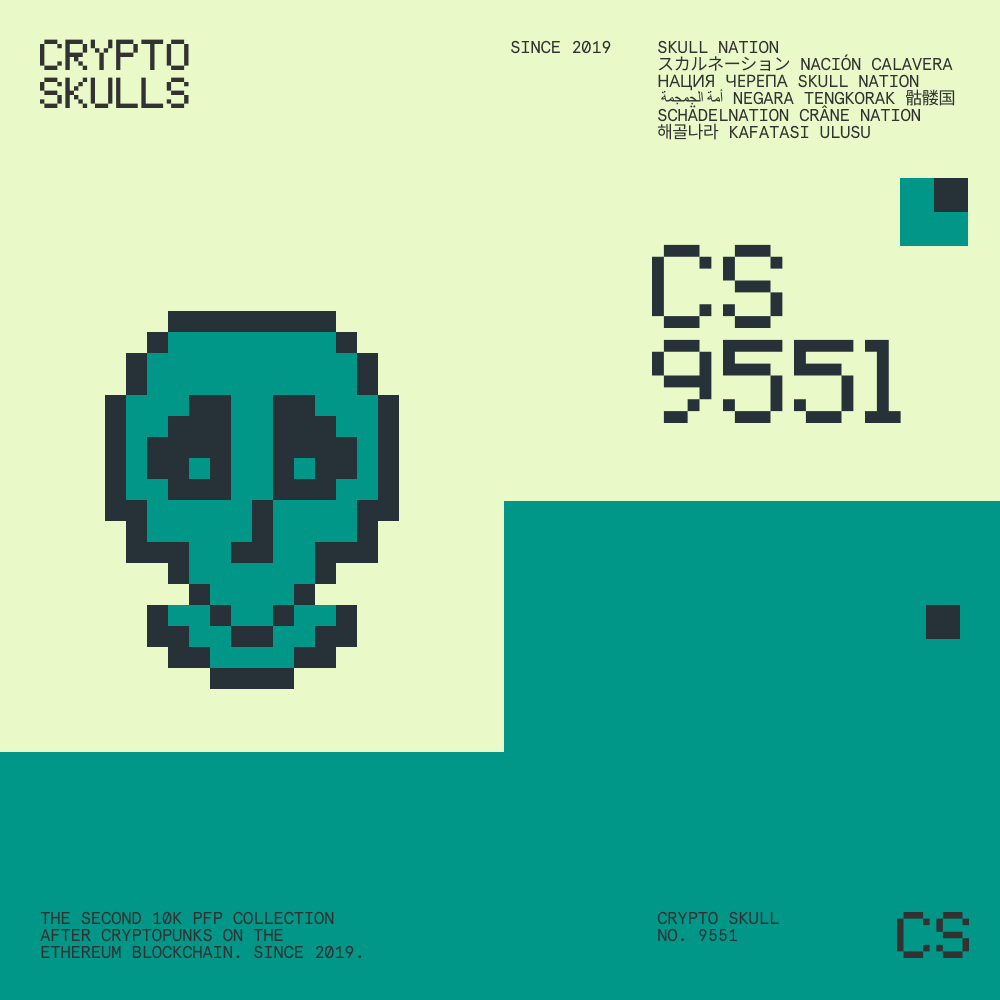 CRYPTO
SKULLS
SINCE 2019
SKULL NATION
スカルネーション NACIÓN CALAVERA
НАЦИЯ ЧЕРЕПА SKULL NATION
أمة الجمجمة NEGARA TENGKORAK 骷髅国
SCHÄDELNATION CRÂNE NATION
해골나라 KAFATASI ULUSU
CS
9551
THE SECOND 10K PFP COLLECTION
AFTER CRYPTOPUNKS ON THE
ETHEREUM BLOCKCHAIN. SINCE 2019.
CRYPTO SKULL
NO. 9551
CS